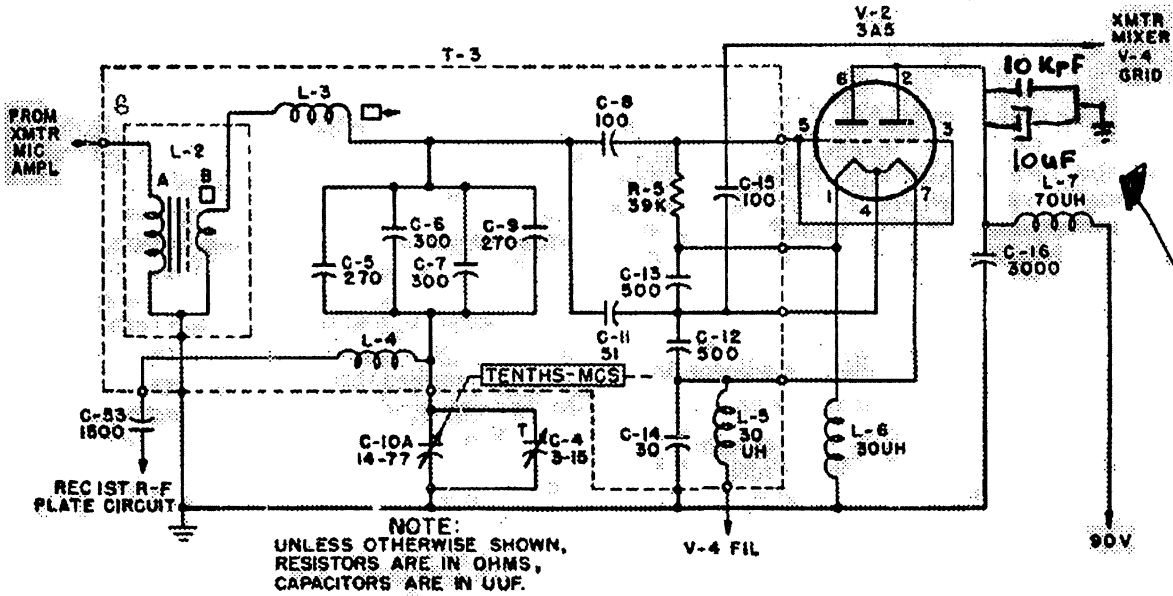 V-2
3A5
XMTR
MIXER
V-4
GRID
T-3
6
2
10 KpF
L-3
C-8
100
FROM
XMTR
MIC
AMPL
5
3
L-2
A
B
10uF
R-5
39K
C-15
100
1
4
7
L-7
70UH
C-6
300
C-9
270
C-5
270
C-7
300
C-13
500
C-16
3000
C-11
51
C-12
500
L-4
TENTHS-MCS
C-53
1500
C-10A
14-77
T
C-4
3-15
C-14
30
L-5
30
UH
L-6
30UH
REC 1ST R-F
PLATE CIRCUIT
V-4 FIL
90V
NOTE:
UNLESS OTHERWISE SHOWN,
RESISTORS ARE IN OHMS,
CAPACITORS ARE IN UUF.